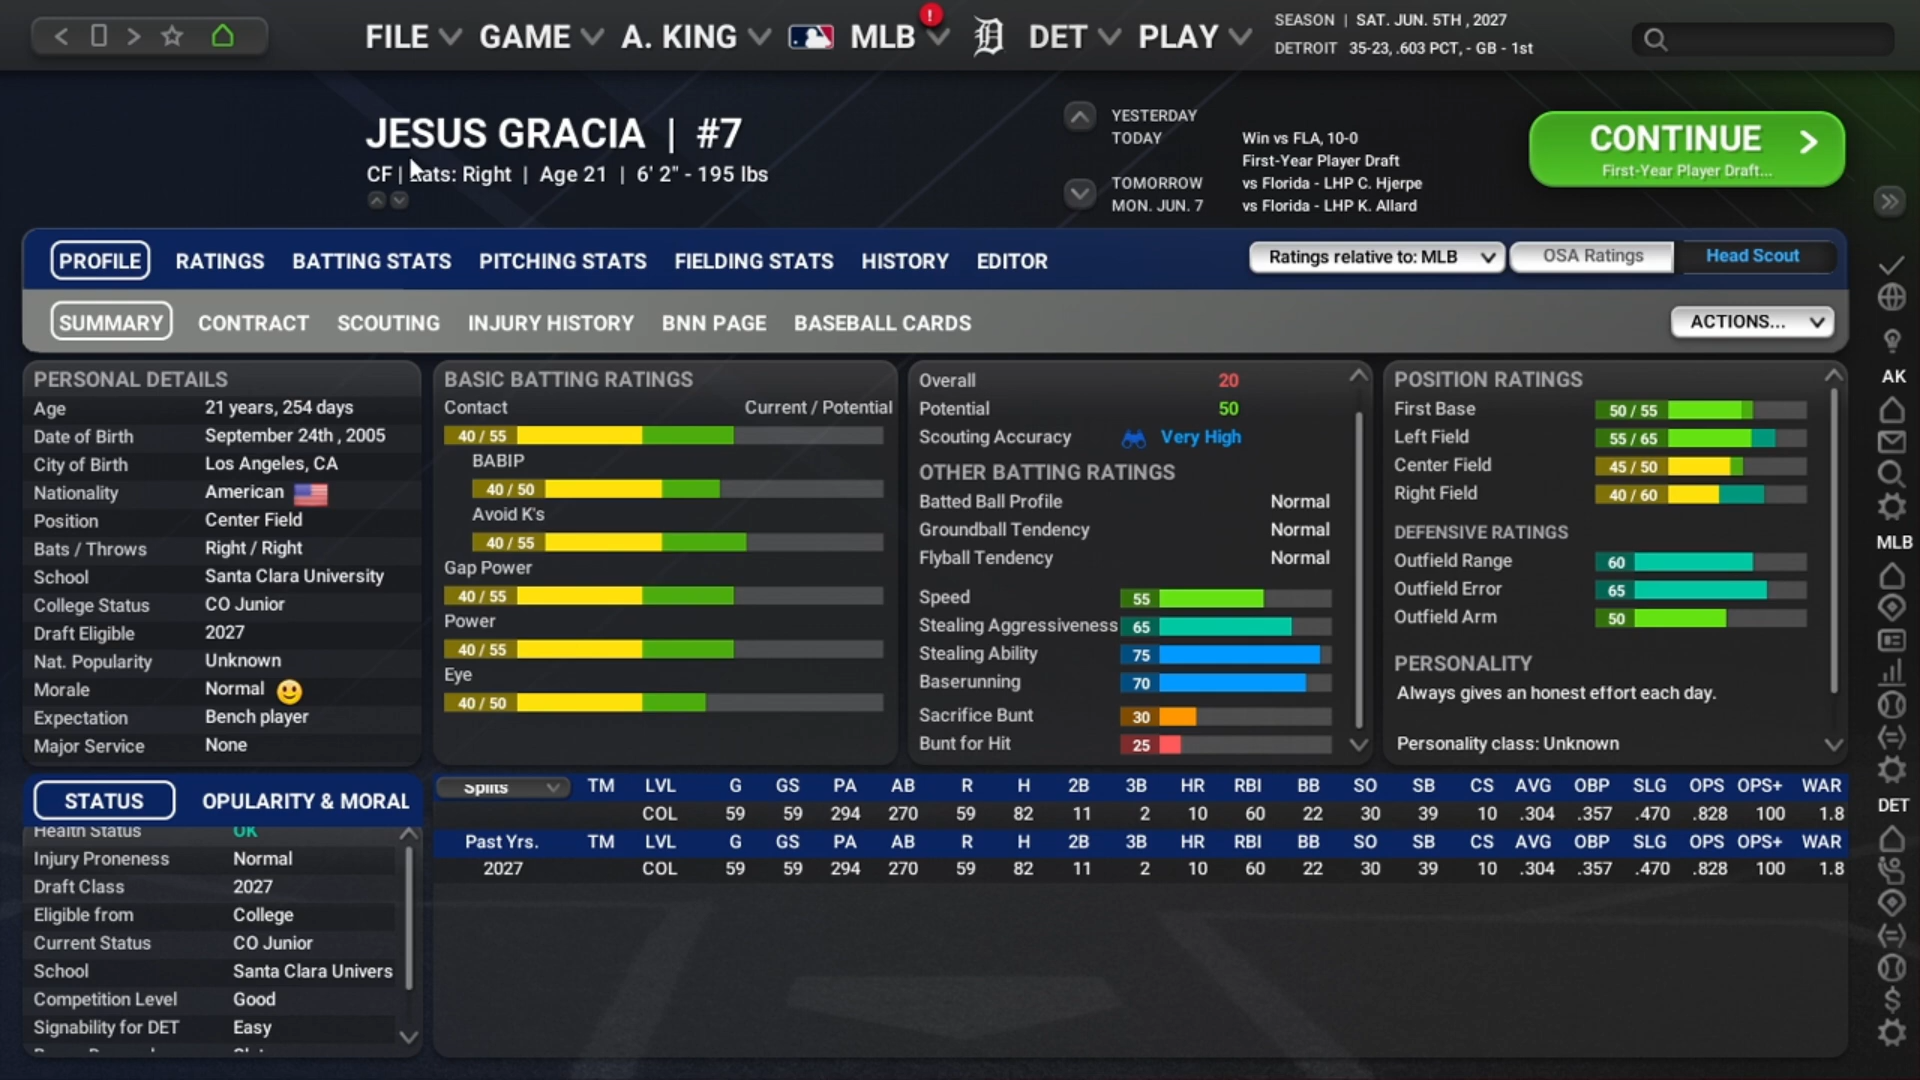 FILE GAME A. KING MLB ! DET PLAY
SEASON | SAT. JUN. 5TH , 2027
DETROIT 35-23, .603 PCT, - GB - 1st
JESUS GRACIA | #7
CF | Bats: Right | Age 21 | 6' 2" - 195 lbs
YESTERDAY
TODAY Win vs FLA, 10-0
First-Year Player Draft
TOMORROW vs Florida - LHP C. Hjerpe
MON. JUN. 7 vs Florida - LHP K. Allard
CONTINUE
First-Year Player Draft...
PROFILE RATINGS BATTING STATS PITCHING STATS FIELDING STATS HISTORY EDITOR
Ratings relative to: MLB OSA Ratings Head Scout
SUMMARY CONTRACT SCOUTING INJURY HISTORY BNN PAGE BASEBALL CARDS ACTIONS...
PERSONAL DETAILS
Age 21 years, 254 days
Date of Birth September 24th , 2005
City of Birth Los Angeles, CA
Nationality American
Position Center Field
Bats / Throws Right / Right
School Santa Clara University
College Status CO Junior
Draft Eligible 2027
Nat. Popularity Unknown
Morale Normal
Expectation Bench player
Major Service None
BASIC BATTING RATINGS
Contact Current / Potential
40 / 55
BABIP
40 / 50
Avoid K's
40 / 55
Gap Power
40 / 55
Power
40 / 55
Eye
40 / 50
Overall 20
Potential 50
Scouting Accuracy Very High
OTHER BATTING RATINGS
Batted Ball Profile Normal
Groundball Tendency Normal
Flyball Tendency Normal
Speed 55
Stealing Aggressiveness 65
Stealing Ability 75
Baserunning 70
Sacrifice Bunt 30
Bunt for Hit 25
POSITION RATINGS
First Base 50 / 55
Left Field 55 / 65
Center Field 45 / 50
Right Field 40 / 60
DEFENSIVE RATINGS
Outfield Range 60
Outfield Error 65
Outfield Arm 50
PERSONALITY
Always gives an honest effort each day.
Personality class: Unknown
STATUS OPULARITY & MORAL
Health Status OK
Injury Proneness Normal
Draft Class 2027
Eligible from College
Current Status CO Junior
School Santa Clara Univers
Competition Level Good
Signability for DET Easy
Splits TM LVL G GS PA AB R H 2B 3B HR RBI BB SO SB CS AVG OBP SLG OPS OPS+ WAR
COL 59 59 294 270 59 82 11 2 10 60 22 30 39 10 .304 .357 .470 .828 100 1.8
Past Yrs. TM LVL G GS PA AB R H 2B 3B HR RBI BB SO SB CS AVG OBP SLG OPS OPS+ WAR
2027 COL 59 59 294 270 59 82 11 2 10 60 22 30 39 10 .304 .357 .470 .828 100 1.8
AK
MLB
DET